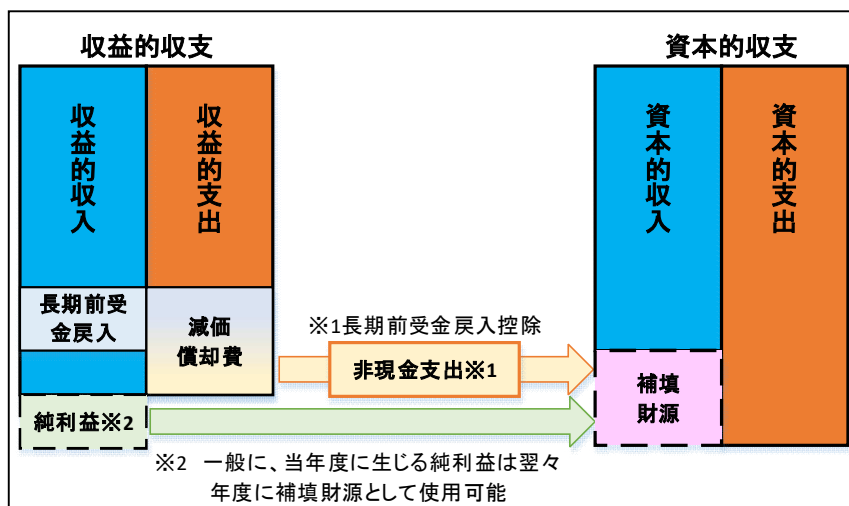 収益的収支
資本的収支
収益的収入
収益的支出
資本的収入
資本的支出
長期前受
金戻入
減価
償却費
※1長期前受金戻入控除
非現金支出※1
補填
財源
純利益※2
※2 一般に、当年度に生じる純利益は翌々
年度に補填財源として使用可能